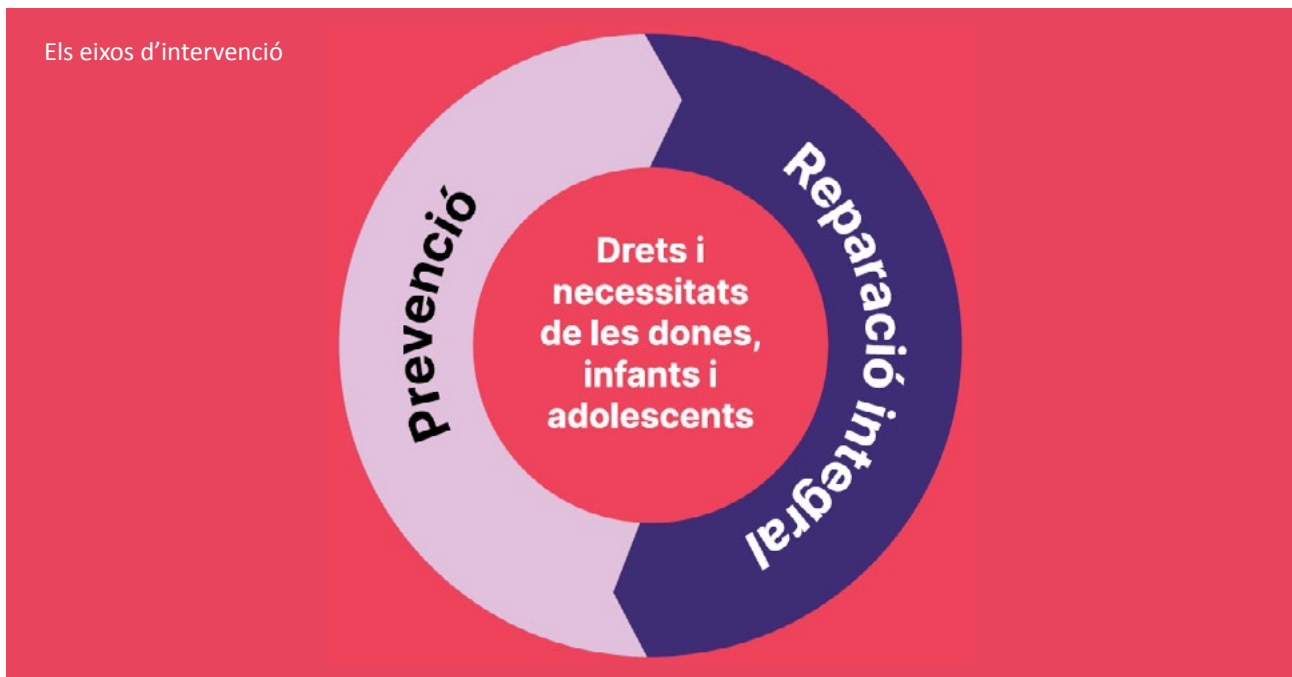 Els eixos d’intervenció
Prevenció
Drets i
necessitats
de les dones,
infants i
adolescents
Reparació integral